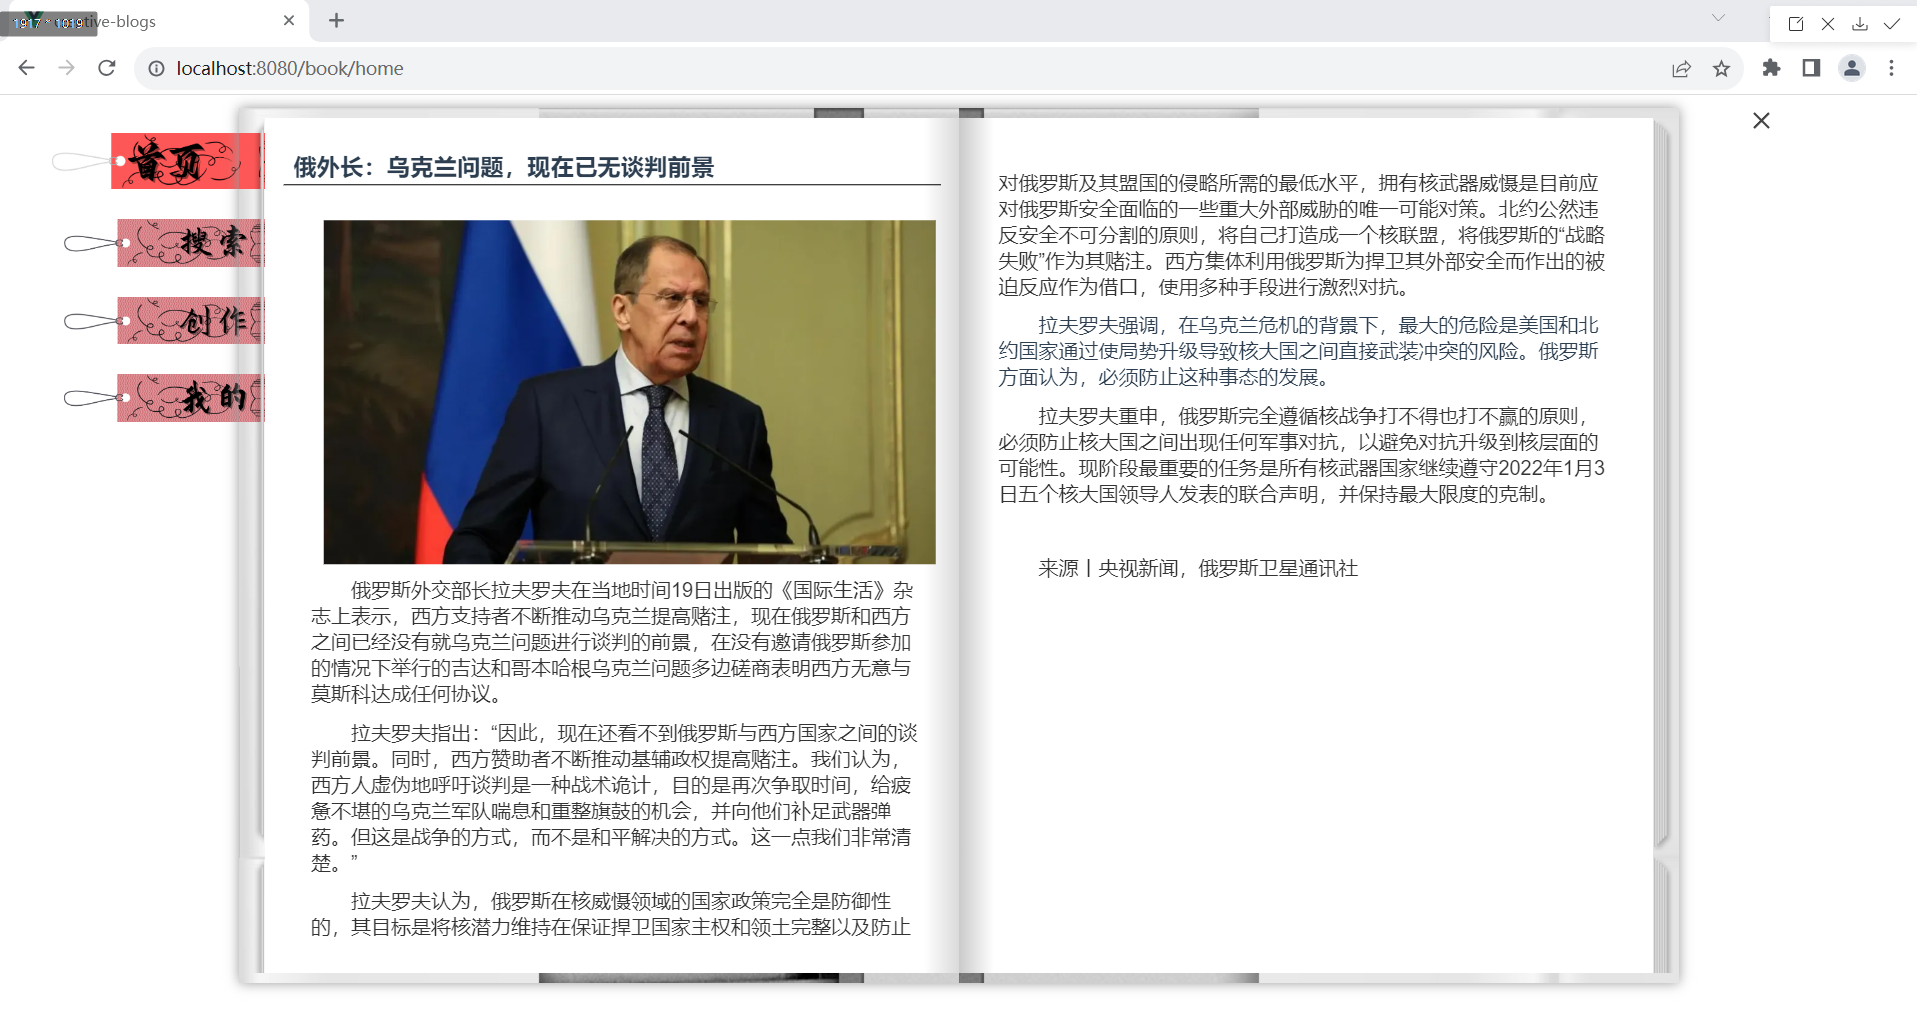 1917 * 1019
tive-blogs
localhost:8080/book/home
首页
搜索
创作
我的
俄外长：乌克兰问题，现在已无谈判前景
俄罗斯外交部长拉夫罗夫在当地时间19日出版的《国际生活》杂
志上表示，西方支持者不断推动乌克兰提高赌注，现在俄罗斯和西方
之间已经没有就乌克兰问题进行谈判的前景，在没有邀请俄罗斯参加
的情况下举行的吉达和哥本哈根乌克兰问题多边磋商表明西方无意与
莫斯科达成任何协议。
拉夫罗夫指出：“因此，现在还看不到俄罗斯与西方国家之间的谈
判前景。同时，西方赞助者不断推动基辅政权提高赌注。我们认为，
西方人虚伪地呼吁谈判是一种战术诡计，目的是再次争取时间，给疲
惫不堪的乌克兰军队喘息和重整旗鼓的机会，并向他们补足武器弹
药。但这是战争的方式，而不是和平解决的方式。这一点我们非常清
楚。”
拉夫罗夫认为，俄罗斯在核威慑领域的国家政策完全是防御性
的，其目标是将核潜力维持在保证捍卫国家主权和领土完整以及防止
对俄罗斯及其盟国的侵略所需的最低水平，拥有核武器威慑是目前应
对俄罗斯安全面临的一些重大外部威胁的唯一可能对策。北约公然违
反安全不可分割的原则，将自己打造成一个核联盟，将俄罗斯的“战略
失败”作为其赌注。西方集体利用俄罗斯为捍卫其外部安全而作出的被
迫反应作为借口，使用多种手段进行激烈对抗。
拉夫罗夫强调，在乌克兰危机的背景下，最大的危险是美国和北
约国家通过使局势升级导致核大国之间直接武装冲突的风险。俄罗斯
方面认为，必须防止这种事态的发展。
拉夫罗夫重申，俄罗斯完全遵循核战争打不得也打不赢的原则，
必须防止核大国之间出现任何军事对抗，以避免对抗升级到核层面的
可能性。现阶段最重要的任务是所有核武器国家继续遵守2022年1月3
日五个核大国领导人发表的联合声明，并保持最大限度的克制。
来源丨央视新闻，俄罗斯卫星通讯社